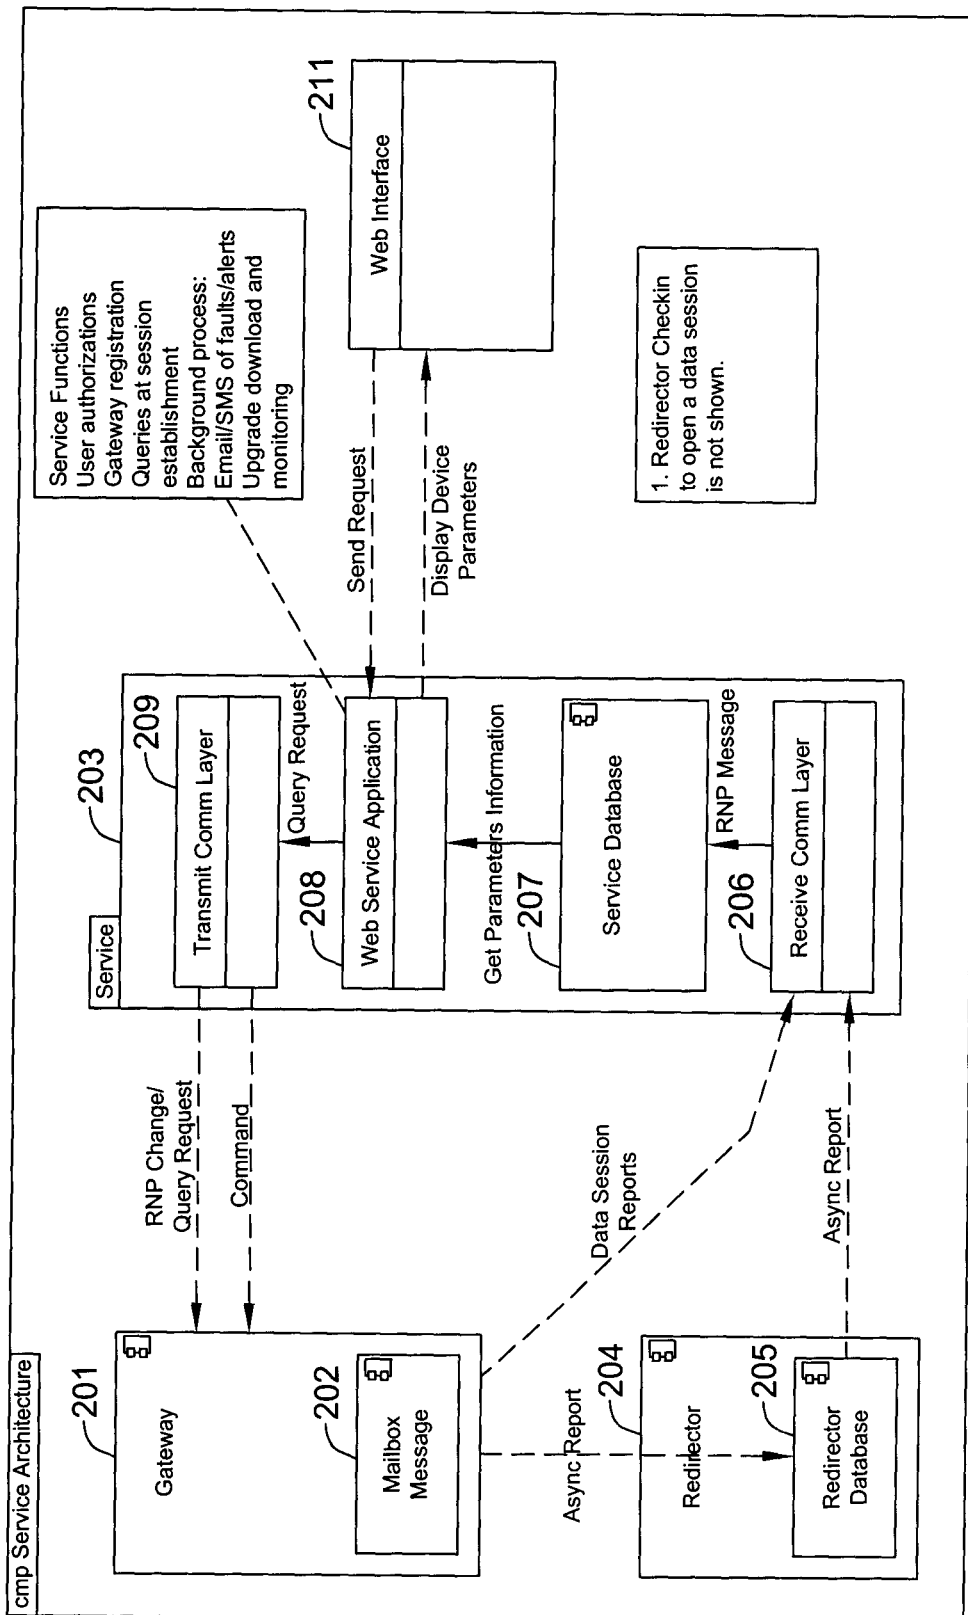 cmp Service Architecture
201
Gateway
202
Mailbox
Message
Async Report
204
Redirector
205
Redirector
Database
RNP Change/
Query Request
Command
Data Session
Reports
Async Report
203
Service
209
Transmit Comm Layer
Query Request
208
Web Service Application
Get Parameters Information
207
Service Database
RNP Message
206
Receive Comm Layer
Send Request
Display Device
Parameters
Service Functions
User authorizations
Gateway registration
Queries at session
establishment
Background process:
Email/SMS of faults/alerts
Upgrade download and
monitoring
211
Web Interface
1. Redirector Checkin
to open a data session
is not shown.